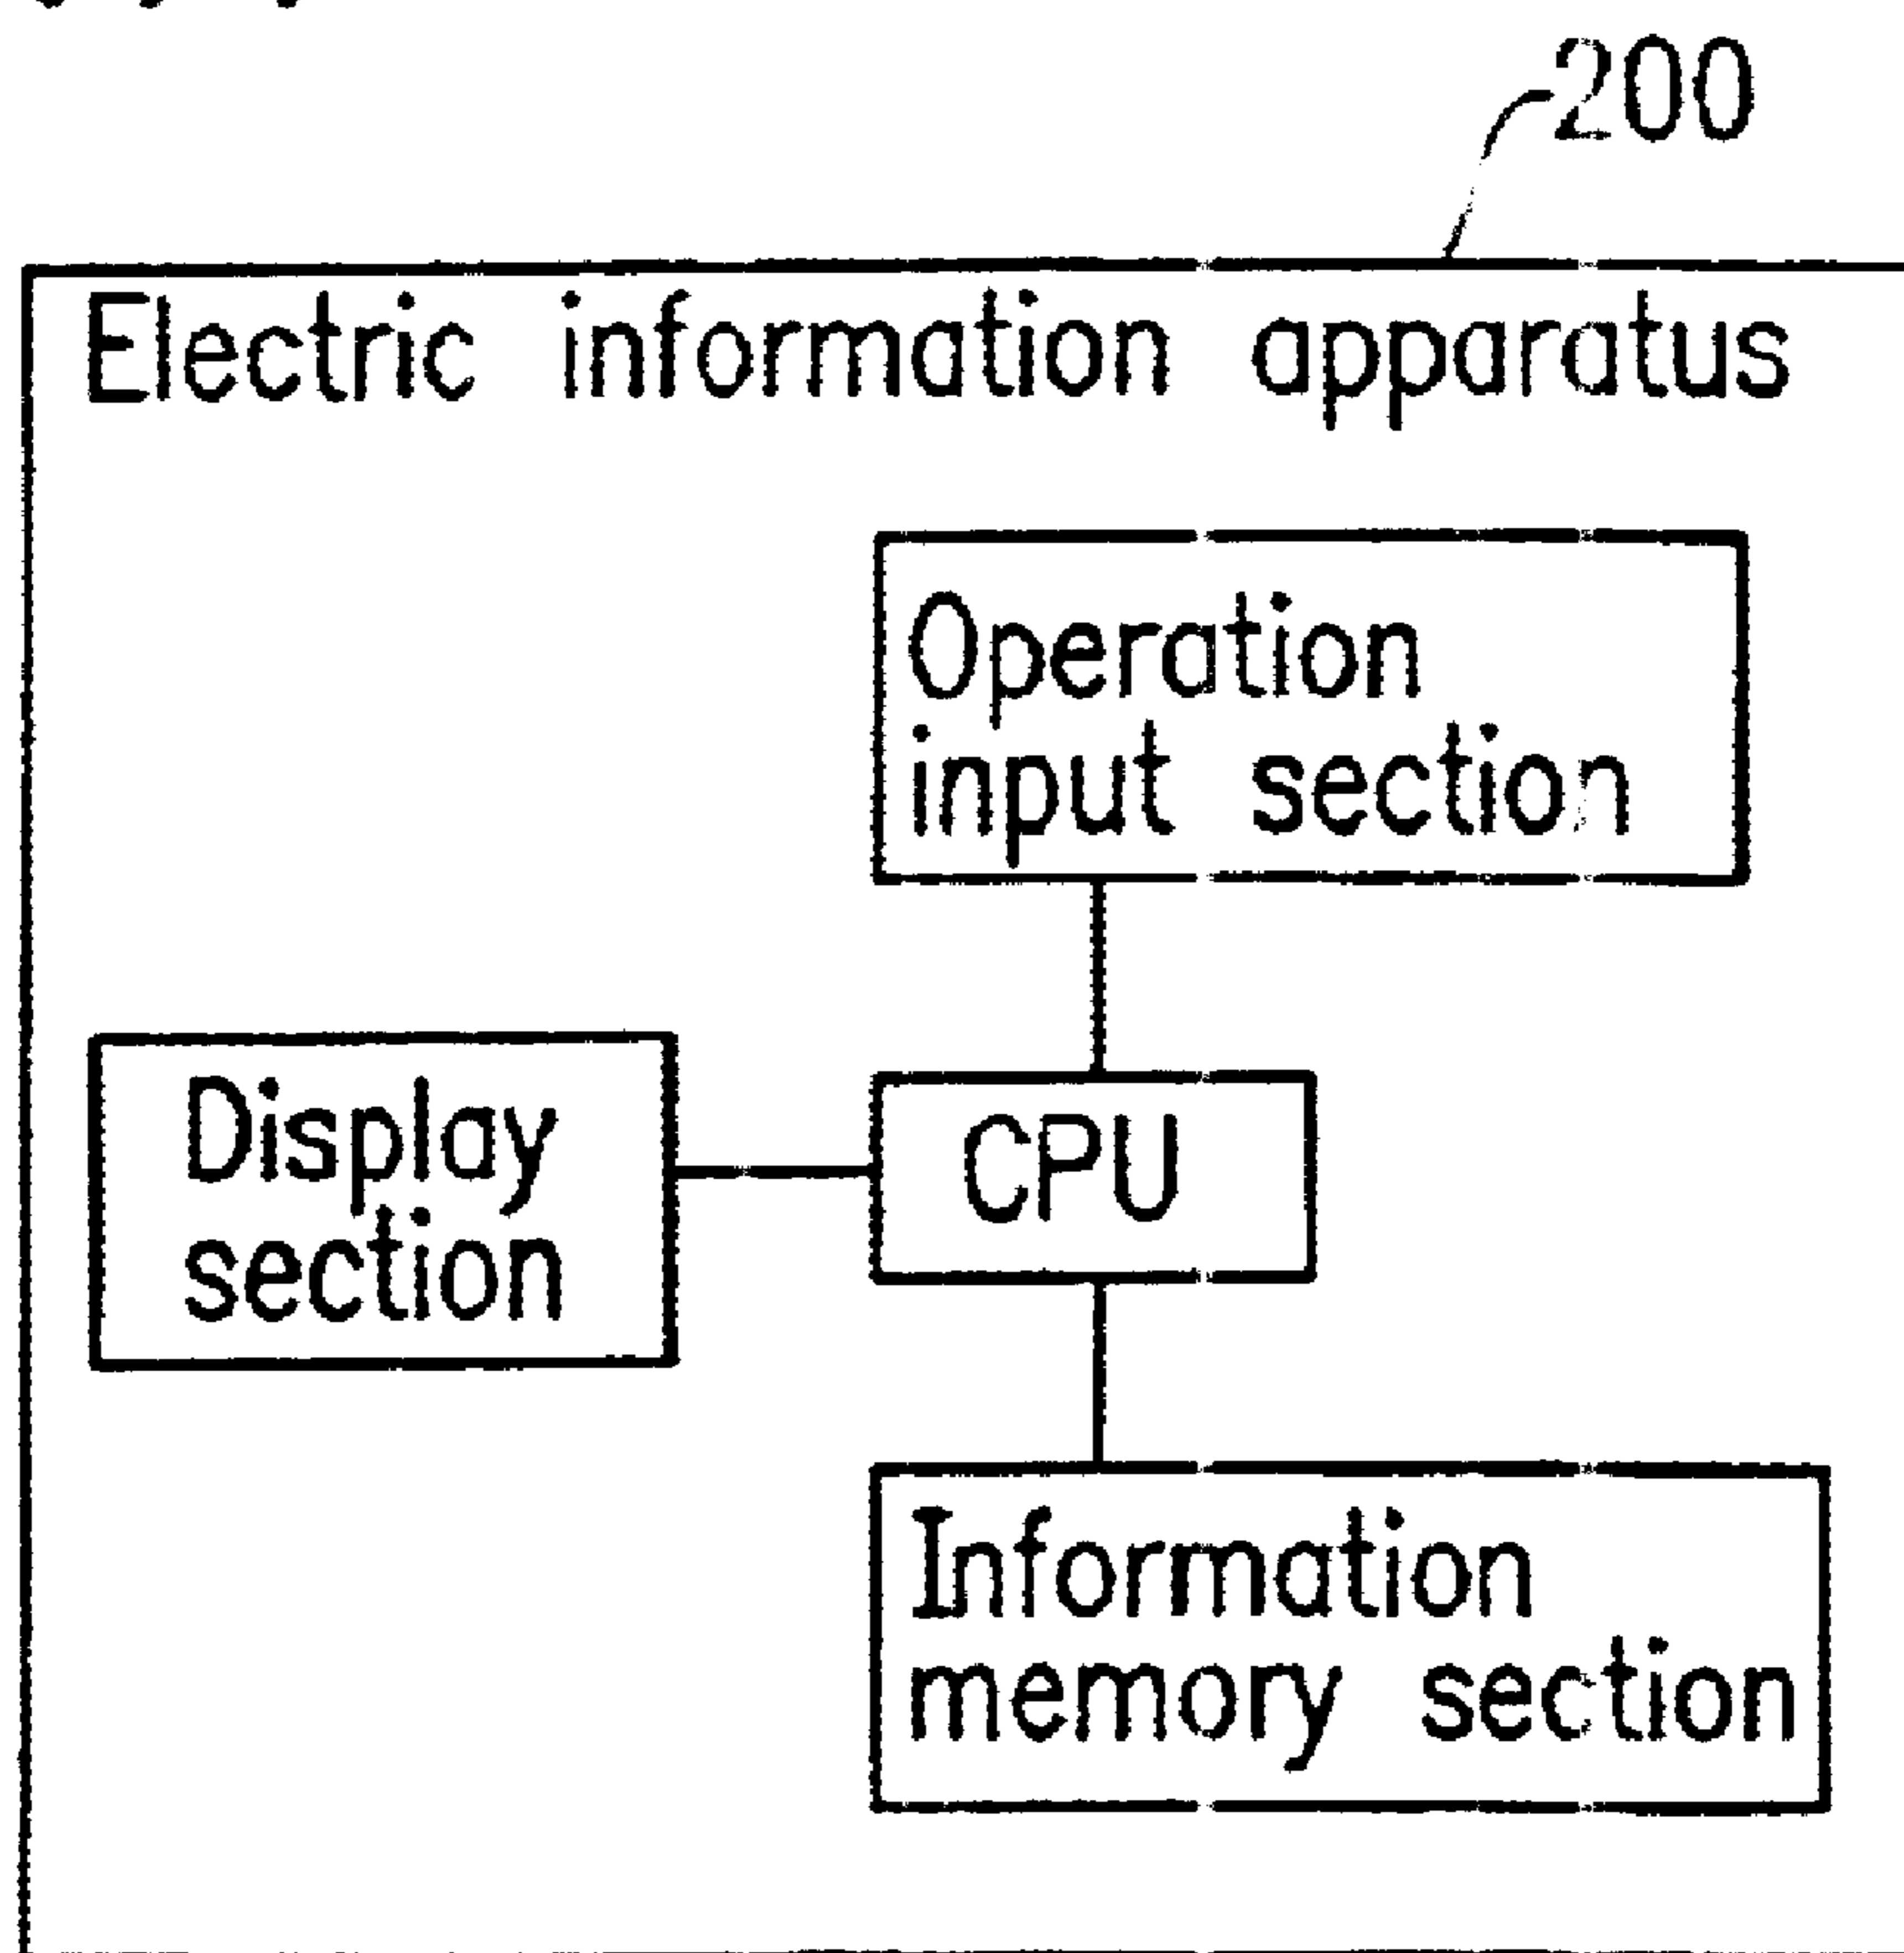 200
Electric information apparatus
Operation
input section
Display
section
CPU
Information
memory section